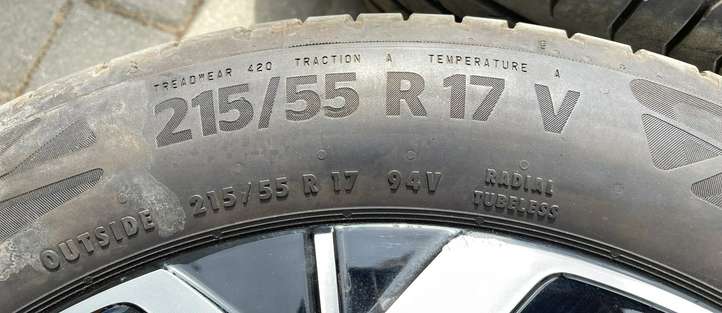 TREADWEAR 420 TRACTION A TEMPERATURE A
215/55 R 17 V
OUTSIDE 215/55 R 17 94V RADIAL
TUBELESS